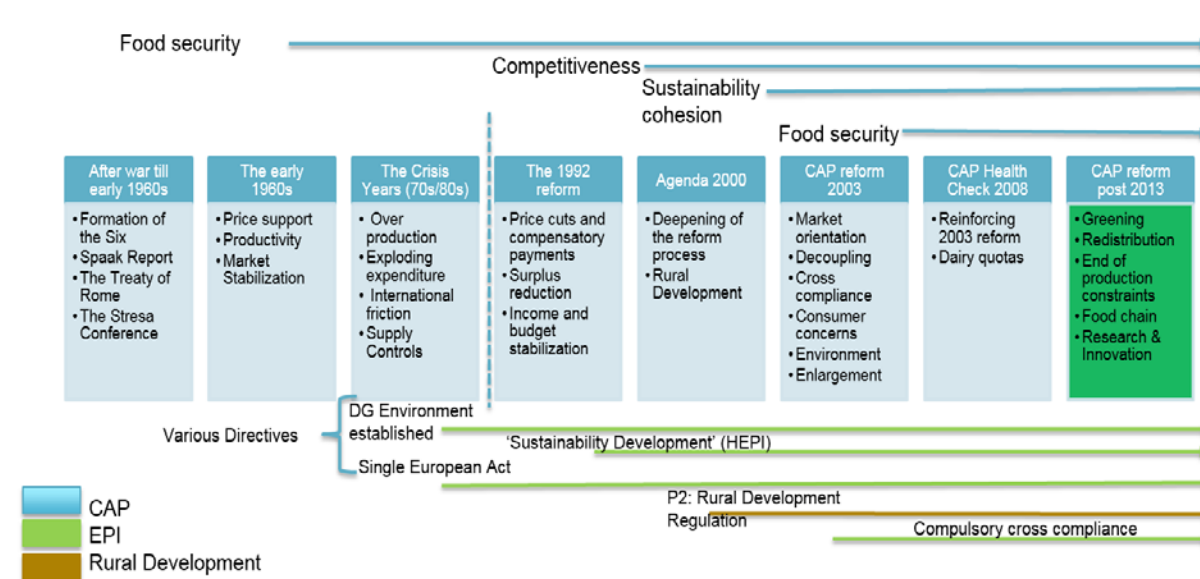 Food security
Competitiveness
Sustainability
cohesion
Food security
After war till
early 1960s
• Formation of
the Six
• Spaak Report
• The Treaty of
Rome
• The Stresa
Conference
The early
1960s
• Price support
• Productivity
• Market
Stabilization
The Crisis
Years (70s/80s)
• Over
production
• Exploding
expenditure
• International
friction
• Supply
Controls
The 1992
reform
• Price cuts and
compensatory
payments
• Surplus
reduction
• Income and
budget
stabilization
Agenda 2000
• Deepening of
the reform
process
• Rural
Development
CAP reform
2003
• Market
orientation
• Decoupling
• Cross
compliance
• Consumer
concerns
• Environment
• Enlargement
CAP Health
Check 2008
• Reinforcing
2003 reform
• Dairy quotas
CAP reform
post 2013
• Greening
• Redistribution
• End of
production
constraints
• Food chain
• Research &
Innovation
Various Directives
DG Environment
established
Single European Act
'Sustainability Development' (HEPI)
P2: Rural Development
Regulation
Compulsory cross compliance
CAP
EPI
Rural Development